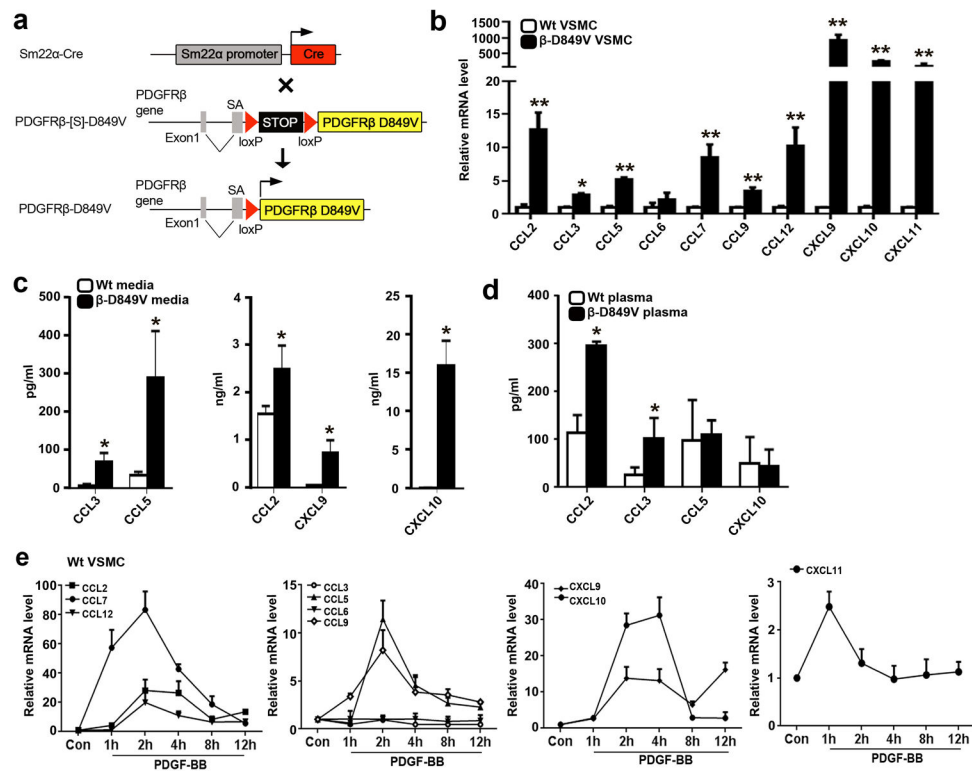 a
Sm22α-Cre
Sm22α promoter
Cre
PDGFRβ-[S]-D849V
PDGFRβ
gene
SA
STOP
PDGFRβ D849V
Exon1
loxP
loxP
PDGFRβ-D849V
PDGFRβ
gene
SA
PDGFRβ D849V
Exon1
loxP
b
Wt VSMC
β-D849V VSMC
Relative mRNA level
1500
1000
500
20
15
10
5
0
** * ** ** ** ** ** ** **
CCL2 CCL3 CCL5 CCL6 CCL7 CCL9 CCL12 CXCL9 CXCL10 CXCL11
c
Wt media
β-D849V media
pg/ml
500
400
300
200
100
0
* *
CCL3 CCL5
ng/ml
4
3
2
1
0
* *
CCL2 CXCL9
ng/ml
25
20
15
10
5
0
*
CXCL10
d
Wt plasma
β-D849V plasma
pg/ml
400
300
200
100
0
* *
CCL2 CCL3 CCL5 CXCL10
e
Wt VSMC
Relative mRNA level
100
80
60
40
20
0
CCL2
CCL7
CCL12
Con 1h 2h 4h 8h 12h
PDGF-BB
Relative mRNA level
15
10
5
0
CCL3
CCL5
CCL6
CCL9
Con 1h 2h 4h 8h 12h
PDGF-BB
Relative mRNA level
40
30
20
10
0
CXCL9
CXCL10
Con 1h 2h 4h 8h 12h
PDGF-BB
Relative mRNA level
3
2
1
0
CXCL11
Con 1h 2h 4h 8h 12h
PDGF-BB